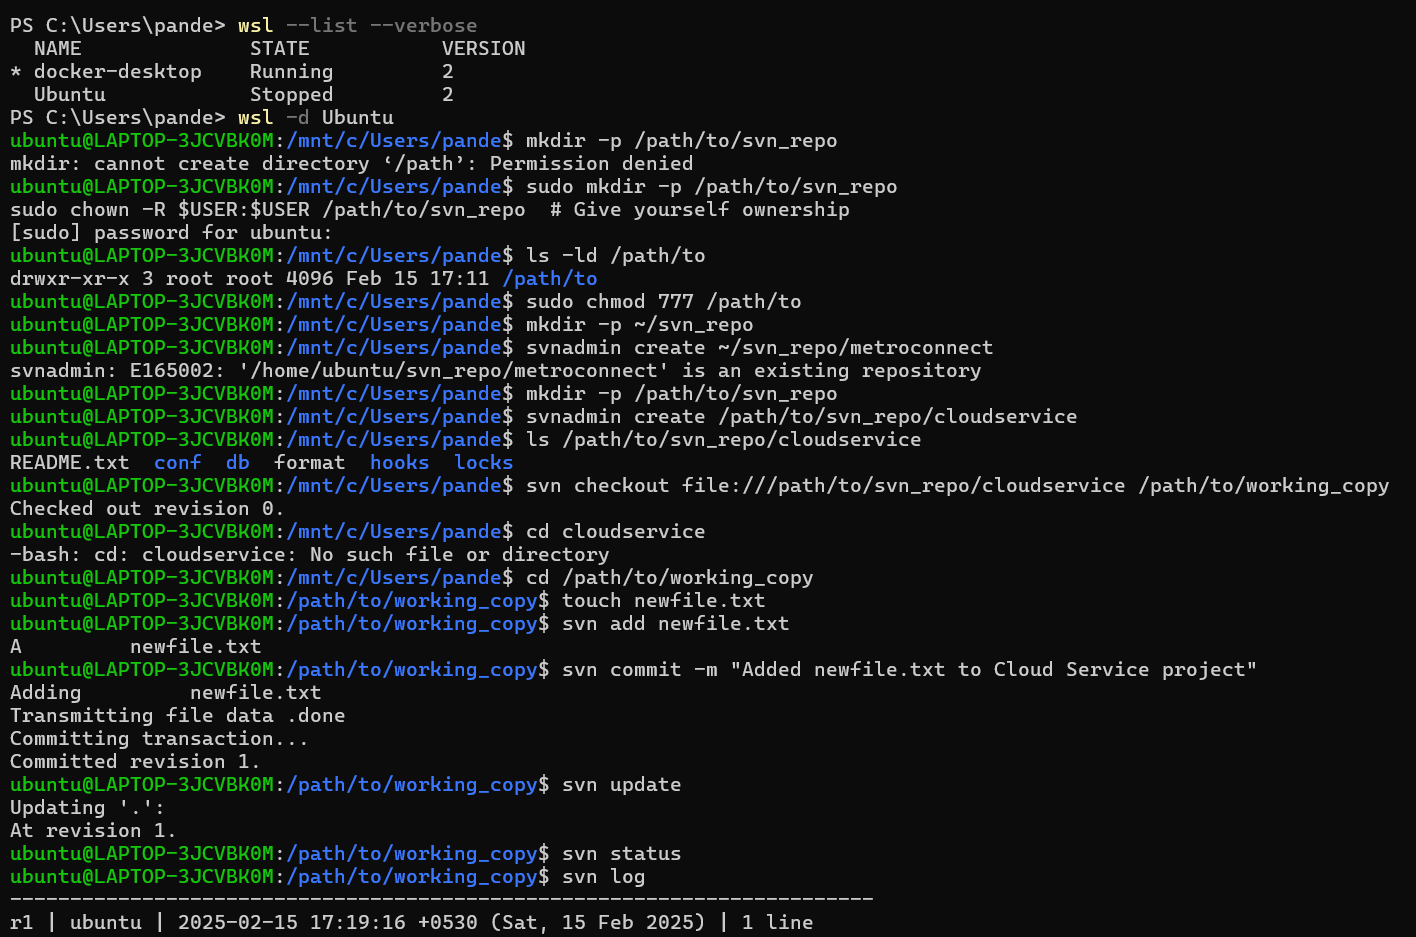 PS C:\Users\pande> wsl --list --verbose
  NAME              STATE           VERSION
* docker-desktop    Running         2
  Ubuntu            Stopped         2
PS C:\Users\pande> wsl -d Ubuntu
ubuntu@LAPTOP-3JCVBK0M:/mnt/c/Users/pande$ mkdir -p /path/to/svn_repo
mkdir: cannot create directory ‘/path’: Permission denied
ubuntu@LAPTOP-3JCVBK0M:/mnt/c/Users/pande$ sudo mkdir -p /path/to/svn_repo
sudo chown -R $USER:$USER /path/to/svn_repo  # Give yourself ownership
[sudo] password for ubuntu:
ubuntu@LAPTOP-3JCVBK0M:/mnt/c/Users/pande$ ls -ld /path/to
drwxr-xr-x 3 root root 4096 Feb 15 17:11 /path/to
ubuntu@LAPTOP-3JCVBK0M:/mnt/c/Users/pande$ sudo chmod 777 /path/to
ubuntu@LAPTOP-3JCVBK0M:/mnt/c/Users/pande$ mkdir -p ~/svn_repo
ubuntu@LAPTOP-3JCVBK0M:/mnt/c/Users/pande$ svnadmin create ~/svn_repo/metroconnect
svnadmin: E165002: '/home/ubuntu/svn_repo/metroconnect' is an existing repository
ubuntu@LAPTOP-3JCVBK0M:/mnt/c/Users/pande$ mkdir -p /path/to/svn_repo
ubuntu@LAPTOP-3JCVBK0M:/mnt/c/Users/pande$ svnadmin create /path/to/svn_repo/cloudservice
ubuntu@LAPTOP-3JCVBK0M:/mnt/c/Users/pande$ ls /path/to/svn_repo/cloudservice
README.txt  conf  db  format  hooks  locks
ubuntu@LAPTOP-3JCVBK0M:/mnt/c/Users/pande$ svn checkout file:///path/to/svn_repo/cloudservice /path/to/working_copy
Checked out revision 0.
ubuntu@LAPTOP-3JCVBK0M:/mnt/c/Users/pande$ cd cloudservice
-bash: cd: cloudservice: No such file or directory
ubuntu@LAPTOP-3JCVBK0M:/mnt/c/Users/pande$ cd /path/to/working_copy
ubuntu@LAPTOP-3JCVBK0M:/path/to/working_copy$ touch newfile.txt
ubuntu@LAPTOP-3JCVBK0M:/path/to/working_copy$ svn add newfile.txt
A         newfile.txt
ubuntu@LAPTOP-3JCVBK0M:/path/to/working_copy$ svn commit -m "Added newfile.txt to Cloud Service project"
Adding         newfile.txt
Transmitting file data .done
Committing transaction...
Committed revision 1.
ubuntu@LAPTOP-3JCVBK0M:/path/to/working_copy$ svn update
Updating '.':
At revision 1.
ubuntu@LAPTOP-3JCVBK0M:/path/to/working_copy$ svn status
ubuntu@LAPTOP-3JCVBK0M:/path/to/working_copy$ svn log
------------------------------------------------------------------------
r1 | ubuntu | 2025-02-15 17:19:16 +0530 (Sat, 15 Feb 2025) | 1 line